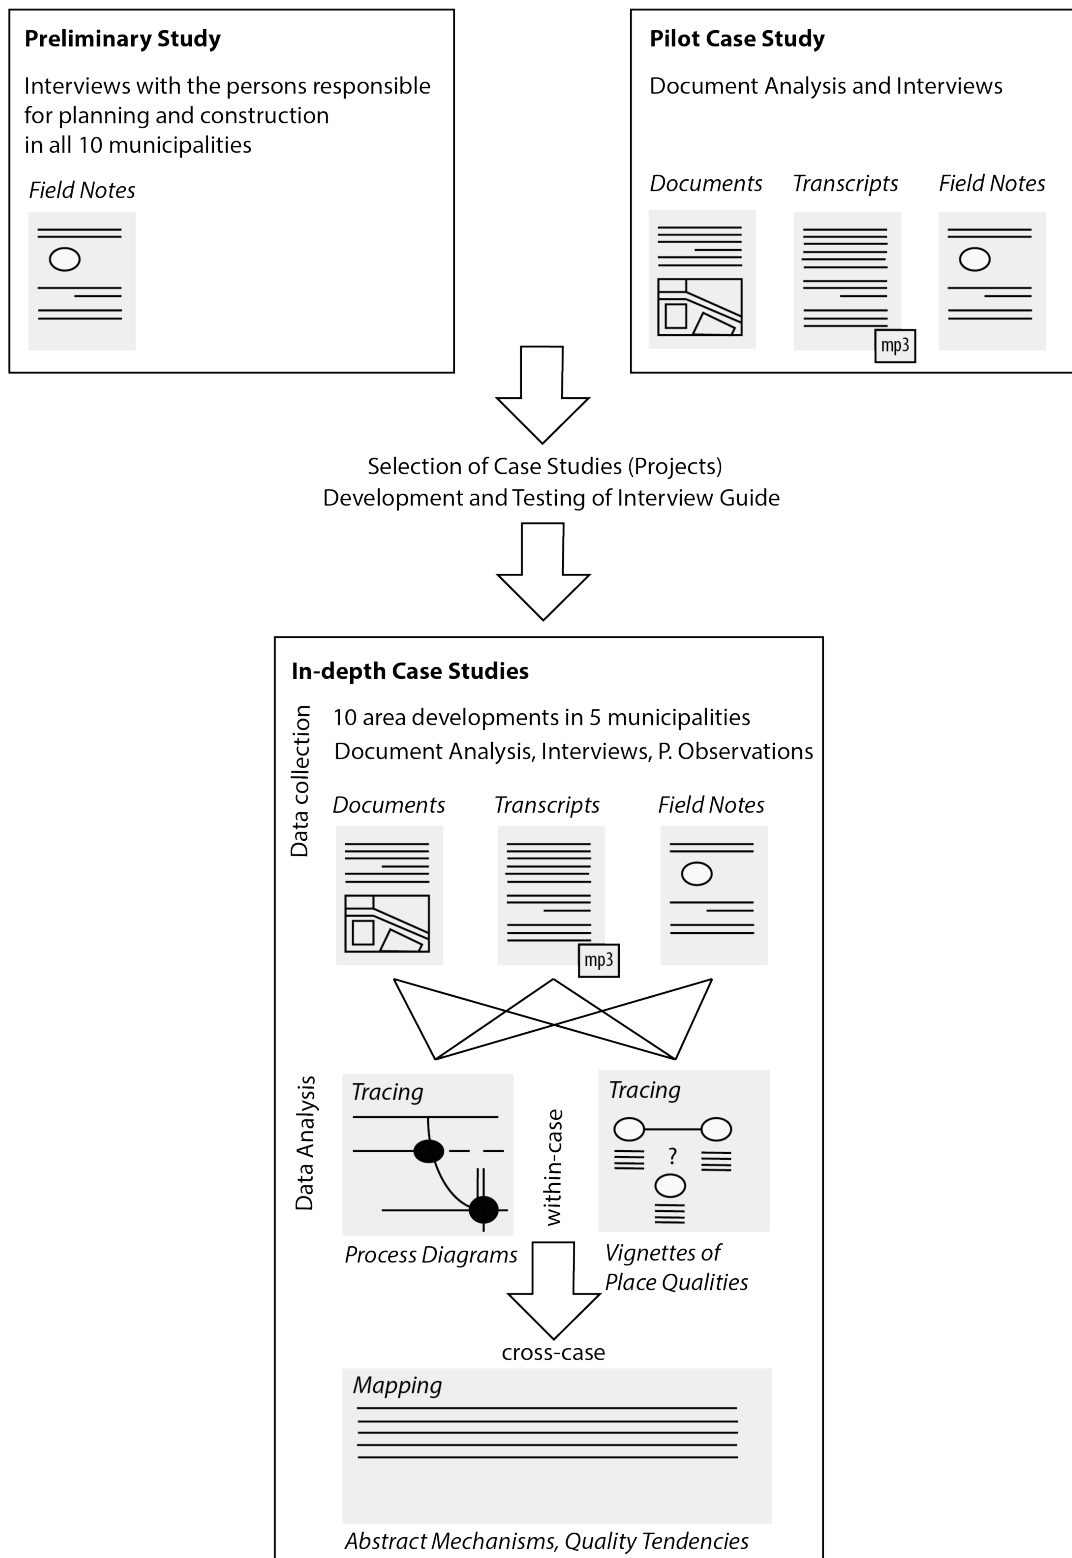 Preliminary Study
Interviews with the persons responsible
for planning and construction
in all 10 municipalities
Field Notes
Pilot Case Study
Document Analysis and Interviews
Documents
Transcripts
Field Notes
mp3
Selection of Case Studies (Projects)
Development and Testing of Interview Guide
In-depth Case Studies
Data collection
10 area developments in 5 municipalities
Document Analysis, Interviews, P. Observations
Documents
Transcripts
Field Notes
mp3
Data Analysis
Tracing
within-case
Tracing
?
Process Diagrams
Vignettes of
Place Qualities
cross-case
Mapping
Abstract Mechanisms, Quality Tendencies